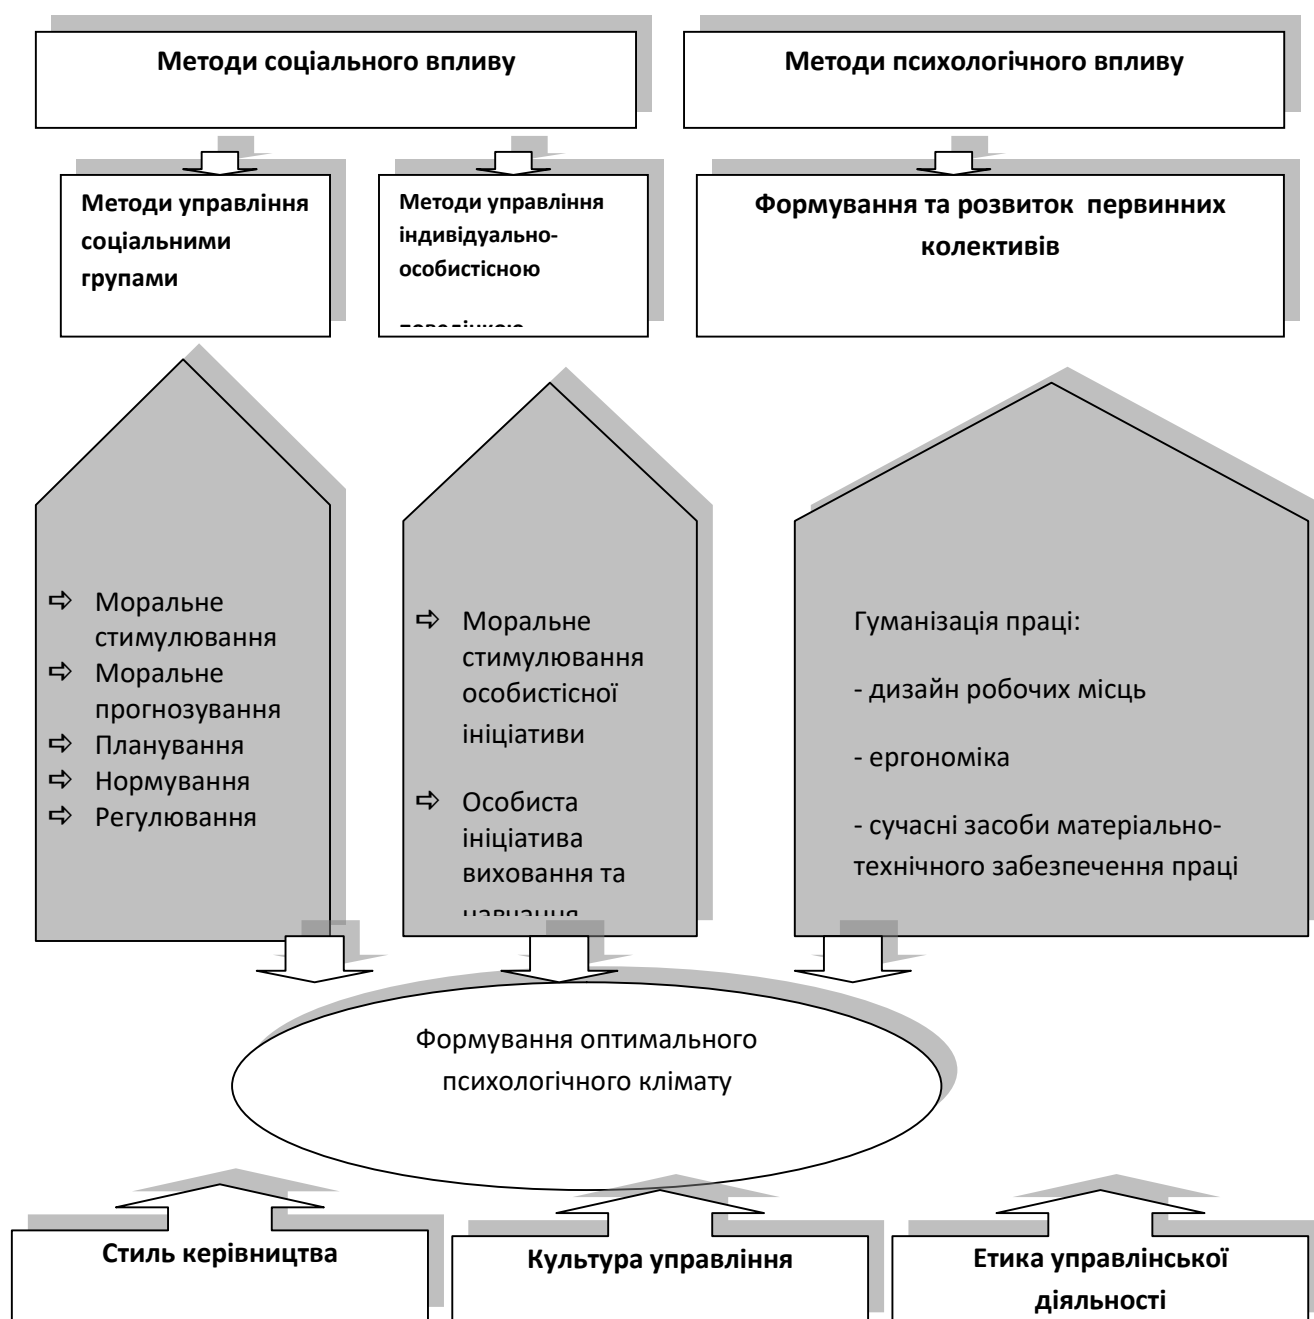 Методи соціального впливу
Методи психологічного впливу
Методи управління
соціальними
групами
Методи управління
індивідуально-
особистісною
поведінкою
Формування та розвиток первинних
колективів
Моральне
стимулювання
Моральне
прогнозування
Планування
Нормування
Регулювання
Моральне
стимулювання
особистісної
ініціативи
Особиста
ініціатива
виховання та
навчання
Гуманізація праці:
- дизайн робочих місць
- ергономіка
- сучасні засоби матеріально-
технічного забезпечення праці
Формування оптимального
психологічного клімату
Стиль керівництва
Культура управління
Етика управлінської
діяльності